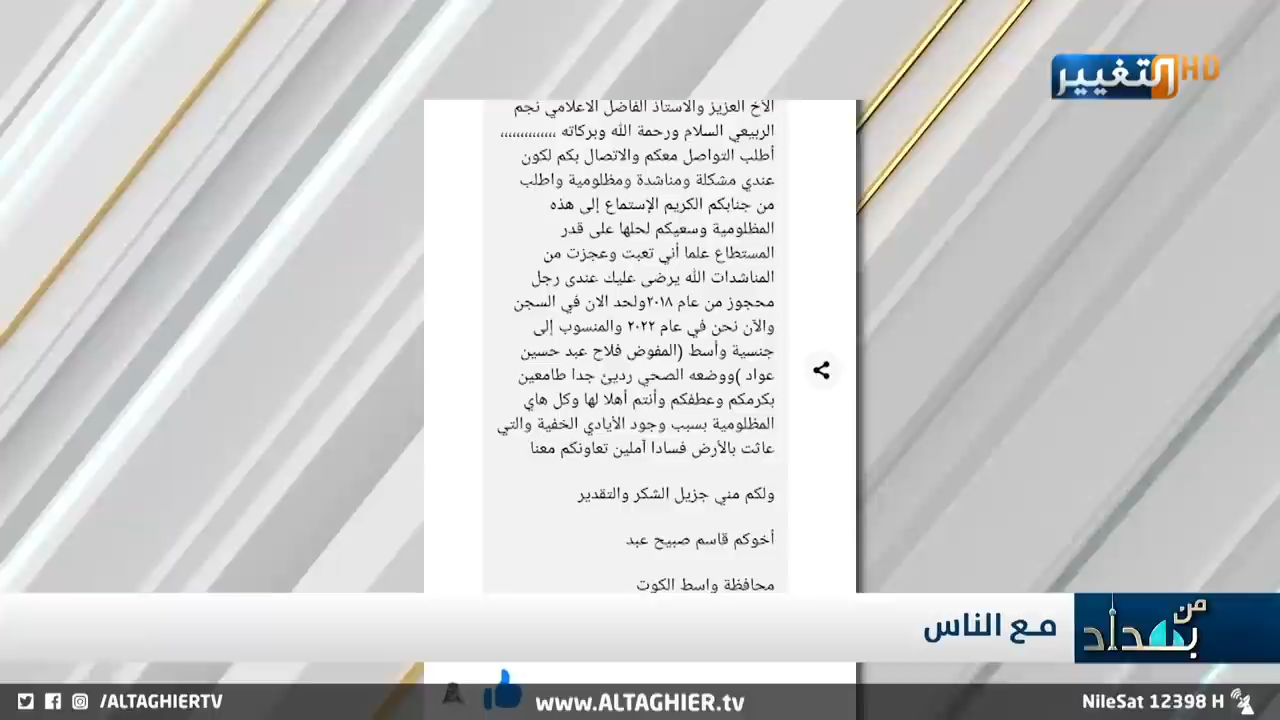 التغيير HD
الأخ العزيز والاستاذ الفاضل الاعلامي نجم
الربيعي السلام ورحمة الله وبركاته ،،،،،،،،،،،،،،
أطلب التواصل معكم والاتصال بكم لكون
عندي مشكلة ومناشدة ومظلومية واطلب
من جنابكم الكريم الإستماع إلى هذه
المظلومية وسعيكم لحلها على قدر
المستطاع علما أني تعبت وعجزت من
المناشدات الله يرضى عليك عندى رجل
محجوز من عام ٢٠١٨ولحد الان في السجن
والآن نحن في عام ٢٠٢٢ والمنسوب إلى
جنسية وأسط (المفوض فلاح عبد حسين
عواد )ووضعه الصحي رديئ جدا طامعين
بكرمكم وعطفكم وأنتم أهلا لها وكل هاي
المظلومية بسبب وجود الأيادي الخفية والتي
عاثت بالأرض فسادا آملين تعاونكم معنا
ولكم مني جزيل الشكر والتقدير
أخوكم قاسم صبيح عبد
محافظة واسط الكوت
من بغداد
مع الناس
/ALTAGHIERTV
www.ALTAGHIER.tv
NileSat 12398 H